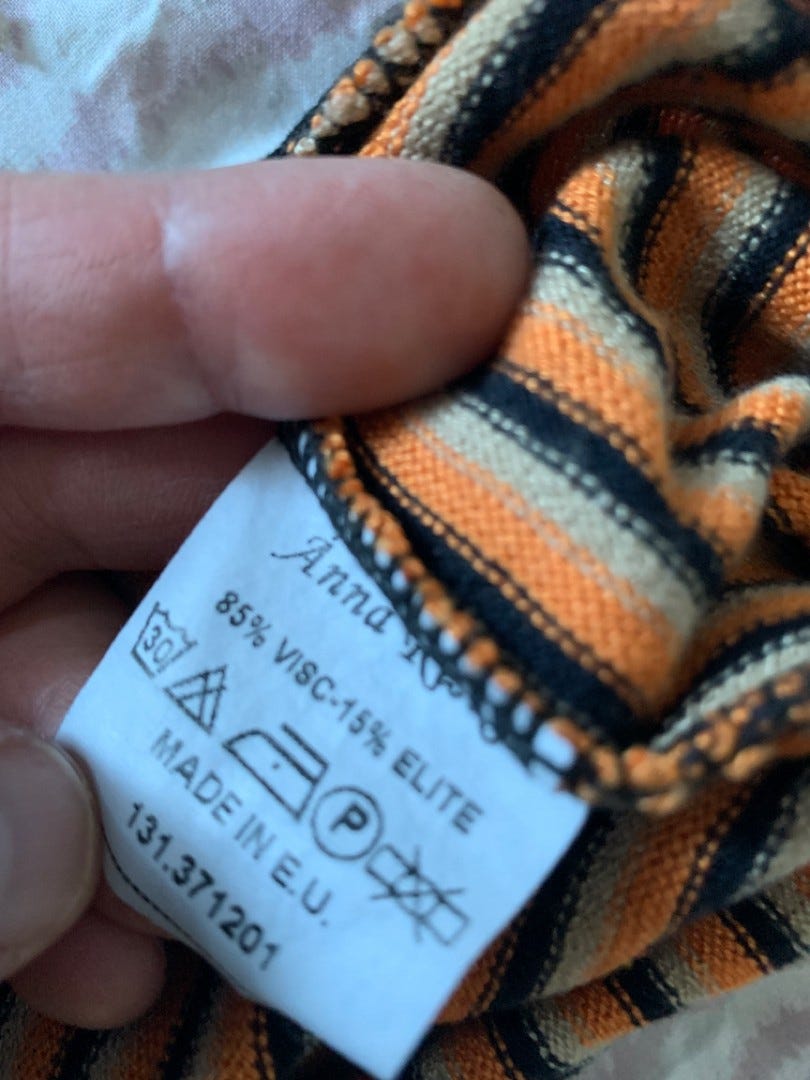 Anna
85% VISC-15% ELITE
30
P
MADE IN E.U.
131.371201